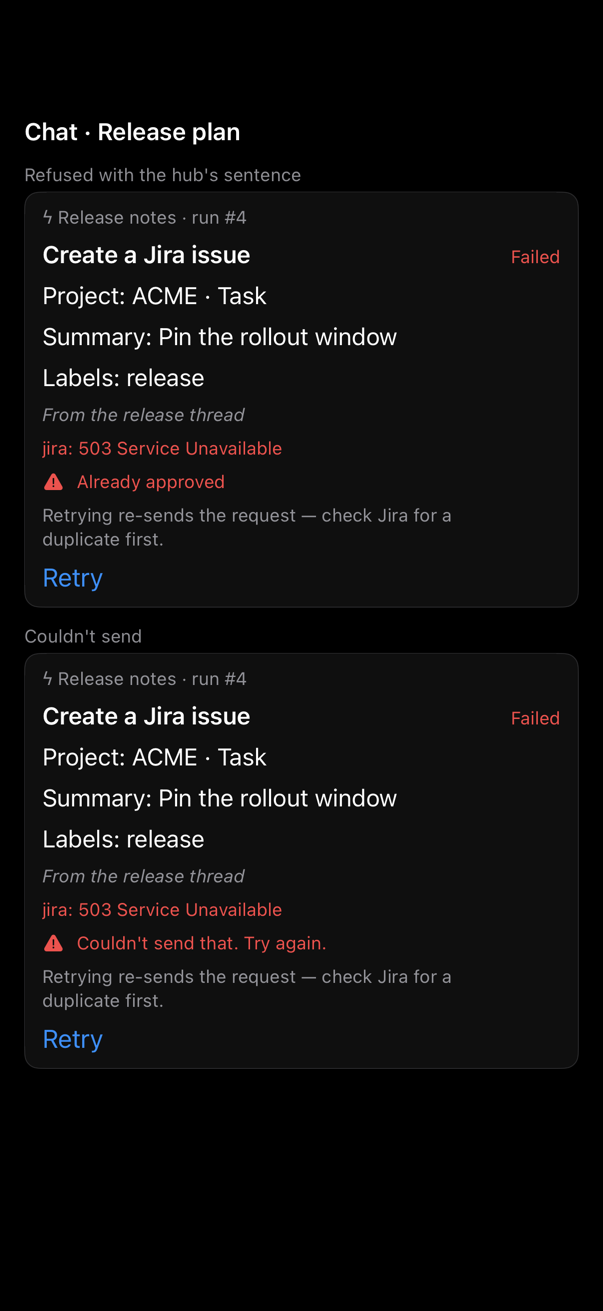 Chat · Release plan
Refused with the hub's sentence
ϟ Release notes · run #4
Create a Jira issue
Failed
Project: ACME · Task
Summary: Pin the rollout window
Labels: release
From the release thread
jira: 503 Service Unavailable
Already approved
Retrying re-sends the request — check Jira for a
duplicate first.
Retry
Couldn't send
ϟ Release notes · run #4
Create a Jira issue
Failed
Project: ACME · Task
Summary: Pin the rollout window
Labels: release
From the release thread
jira: 503 Service Unavailable
Couldn't send that. Try again.
Retrying re-sends the request — check Jira for a
duplicate first.
Retry